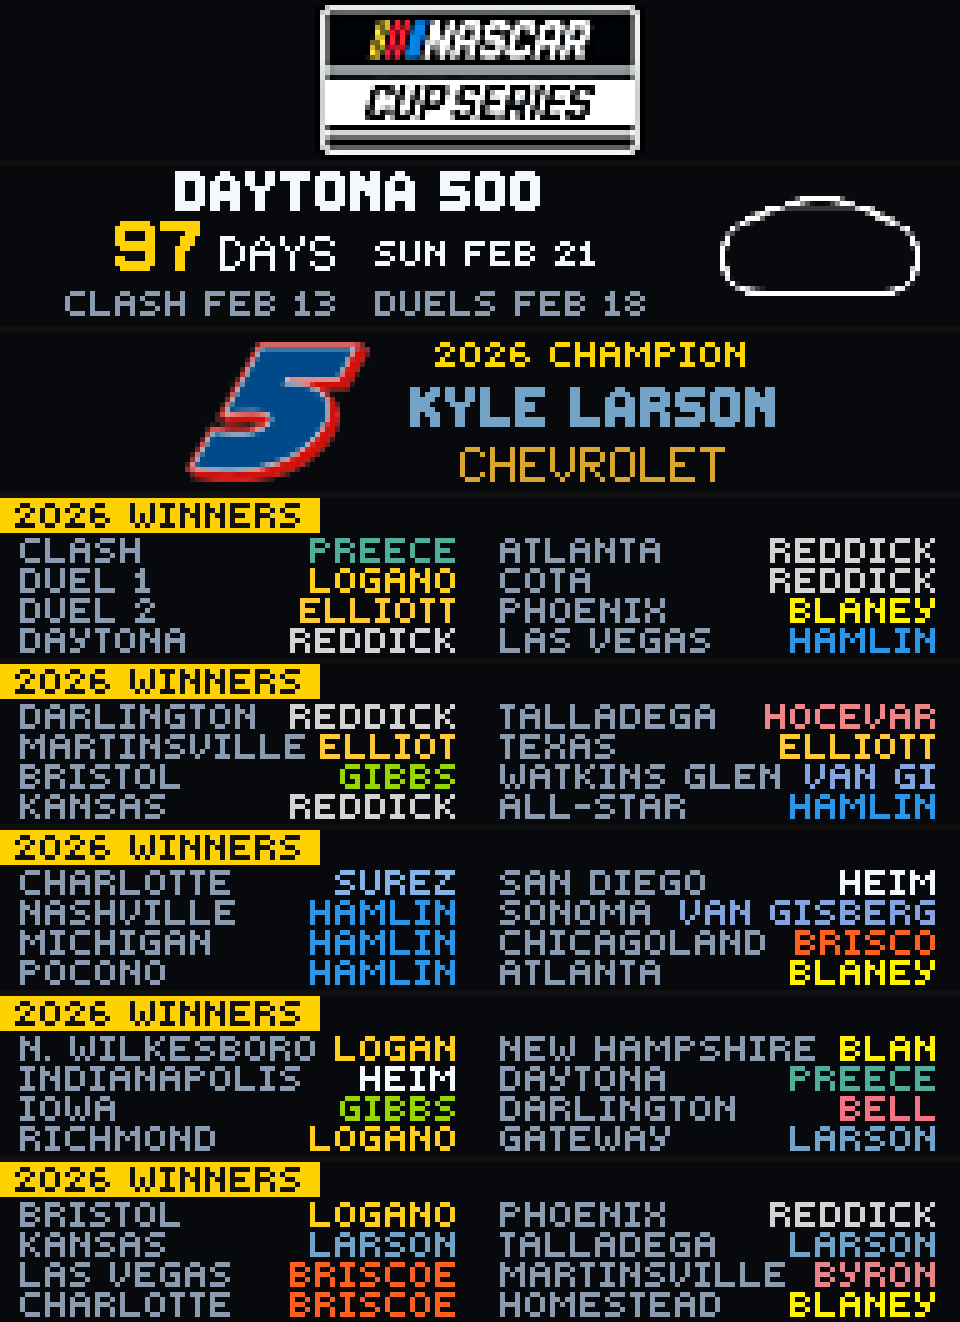 NASCAR
CUP SERIES
DAYTONA 500
97 DAYS SUN FEB 21
CLASH FEB 13 DUELS FEB 18
5
2026 CHAMPION
KYLE LARSON
CHEVROLET
2026 WINNERS
CLASH PREECE ATLANTA REDDICK
DUEL 1 LOGANO COTA REDDICK
DUEL 2 ELLIOTT PHOENIX BLANEY
DAYTONA REDDICK LAS VEGAS HAMLIN
2026 WINNERS
DARLINGTON REDDICK TALLADEGA HOCEVAR
MARTINSVILLE ELLIOT TEXAS ELLIOTT
BRISTOL GIBBS WATKINS GLEN VAN GI
KANSAS REDDICK ALL-STAR HAMLIN
2026 WINNERS
CHARLOTTE SUREZ SAN DIEGO HEIM
NASHVILLE HAMLIN SONOMA VAN GISBERG
MICHIGAN HAMLIN CHICAGOLAND BRISCO
POCONO HAMLIN ATLANTA BLANEY
2026 WINNERS
N. WILKESBORO LOGAN NEW HAMPSHIRE BLAN
INDIANAPOLIS HEIM DAYTONA PREECE
IOWA GIBBS DARLINGTON BELL
RICHMOND LOGANO GATEWAY LARSON
2026 WINNERS
BRISTOL LOGANO PHOENIX REDDICK
KANSAS LARSON TALLADEGA LARSON
LAS VEGAS BRISCOE MARTINSVILLE BYRON
CHARLOTTE BRISCOE HOMESTEAD BLANEY